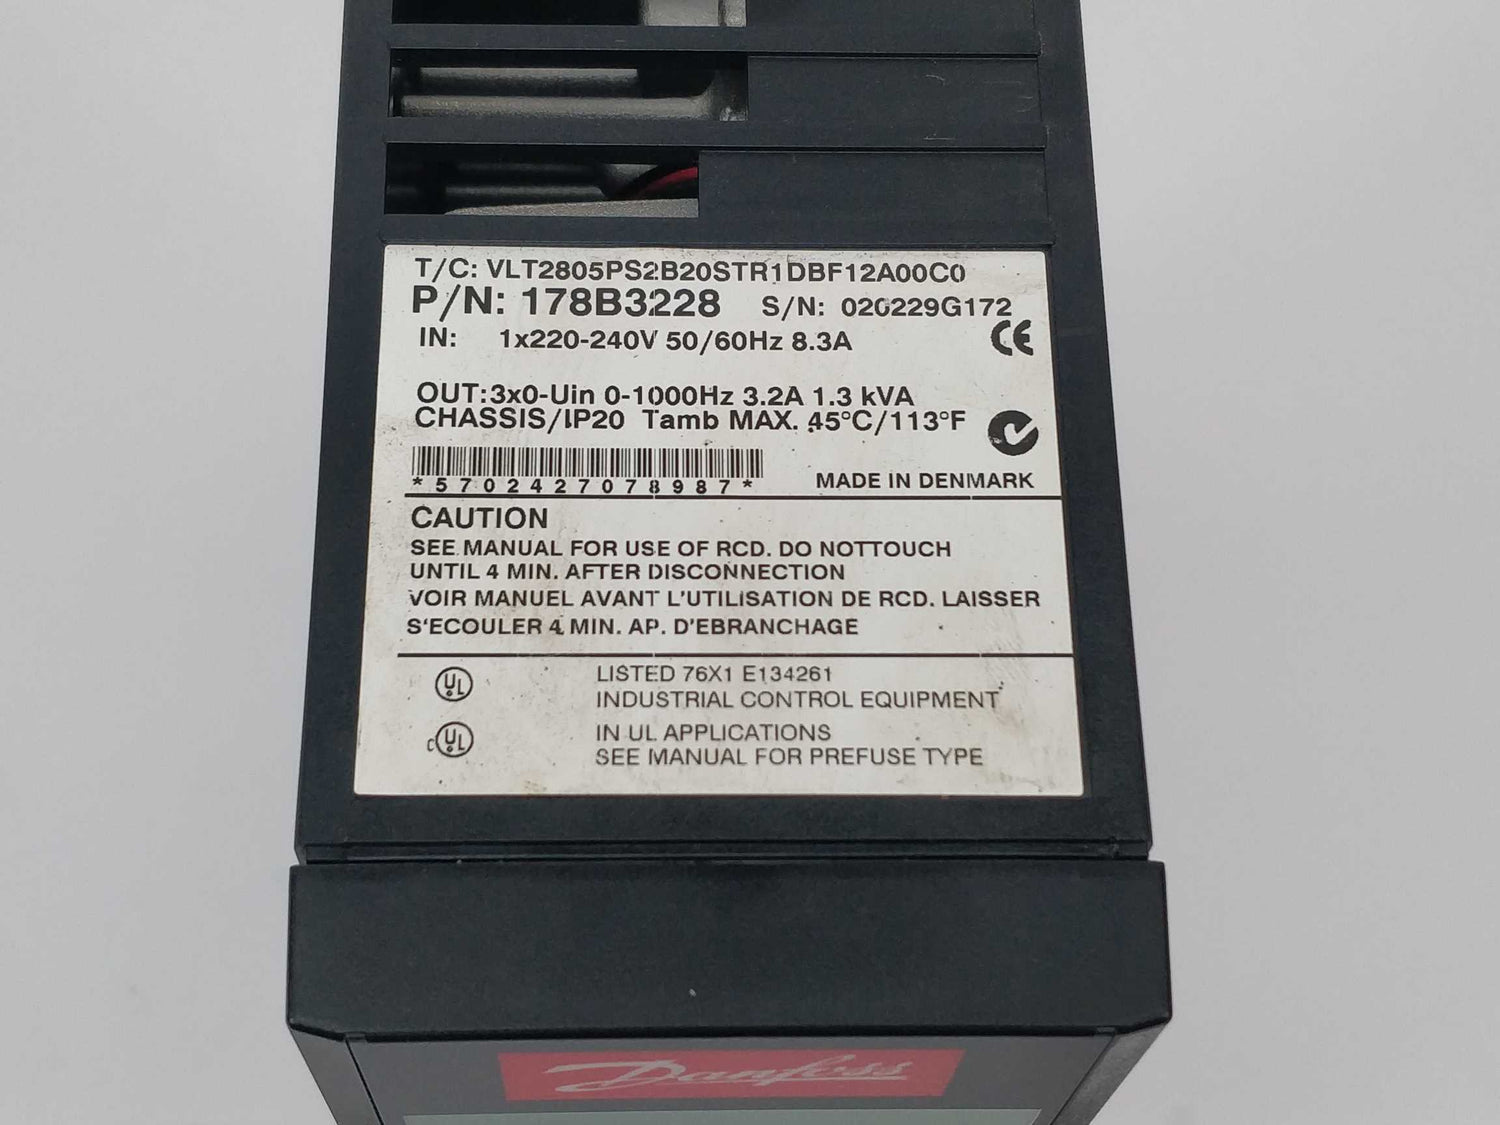 T/C: VLT2805PS2B20STR1DBF12A00C0
P/N: 178B3228 S/N: 020229G172
IN: 1x220-240V 50/60Hz 8.3A
CE
OUT:3x0-Uin 0-1000Hz 3.2A 1.3 kVA
CHASSIS/IP20 Tamb MAX. 45°C/113°F
*5702427078987*
MADE IN DENMARK
CAUTION
SEE MANUAL FOR USE OF RCD. DO NOTTOUCH
UNTIL 4 MIN. AFTER DISCONNECTION
VOIR MANUEL AVANT L'UTILISATION DE RCD. LAISSER
S'ECOULER 4 MIN. AP. D'EBRANCHAGE
UL LISTED 76X1 E134261
INDUSTRIAL CONTROL EQUIPMENT
cUL IN UL APPLICATIONS
SEE MANUAL FOR PREFUSE TYPE
Danfoss